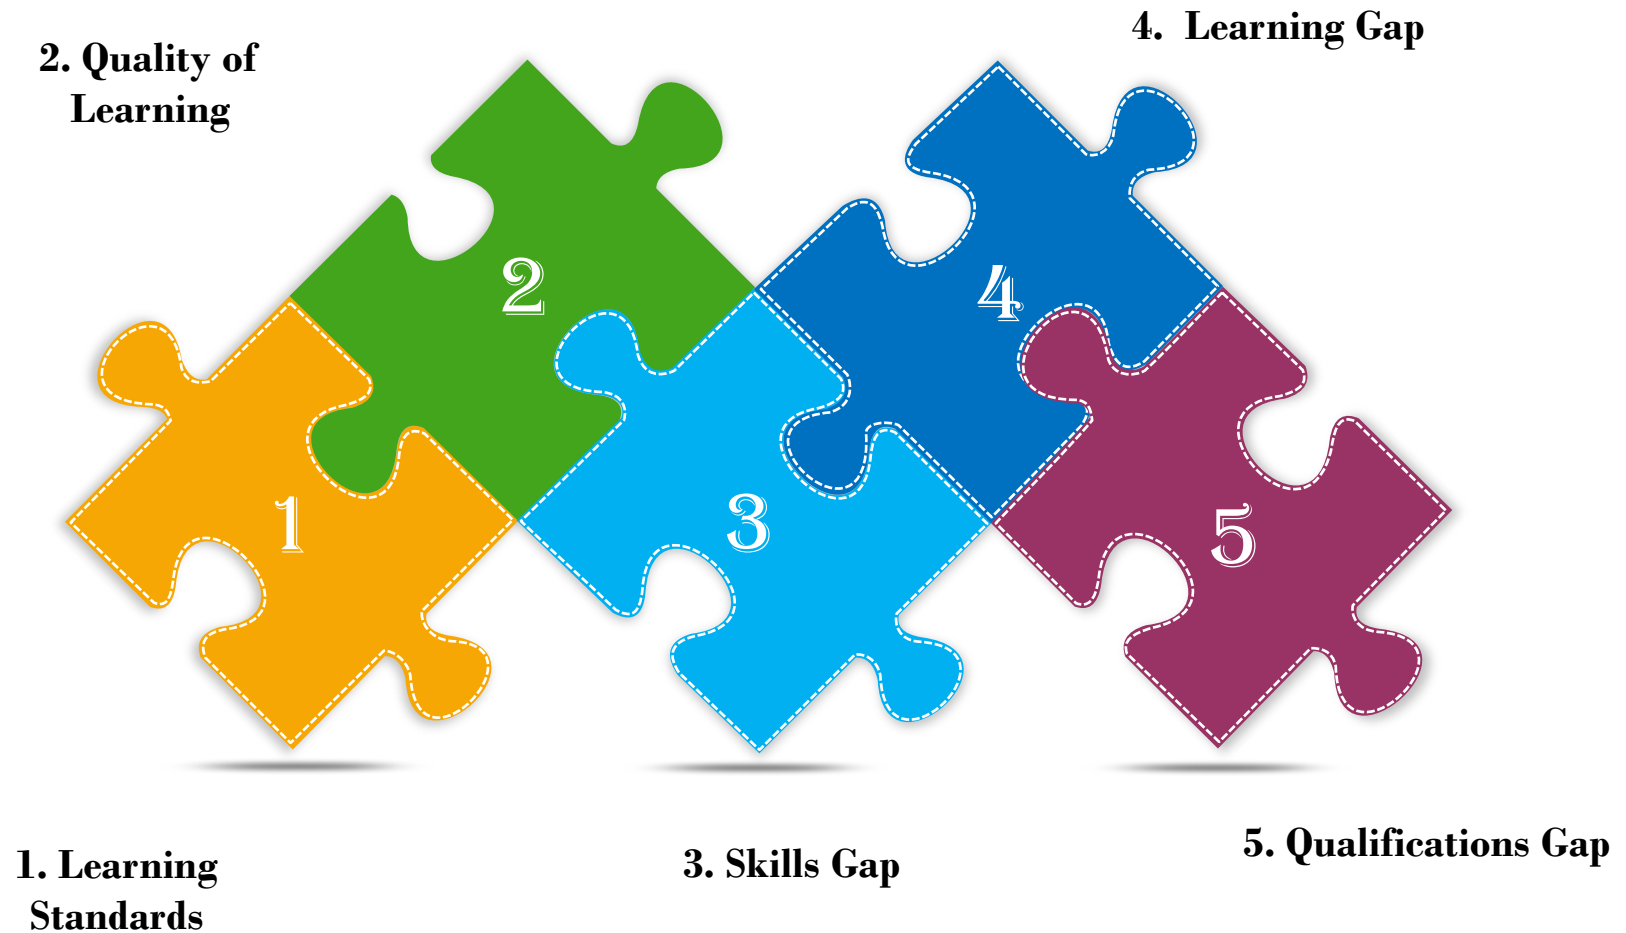 4. Learning Gap
2. Quality of
Learning
2
4
1
3
5
1. Learning
Standards
3. Skills Gap
5. Qualifications Gap